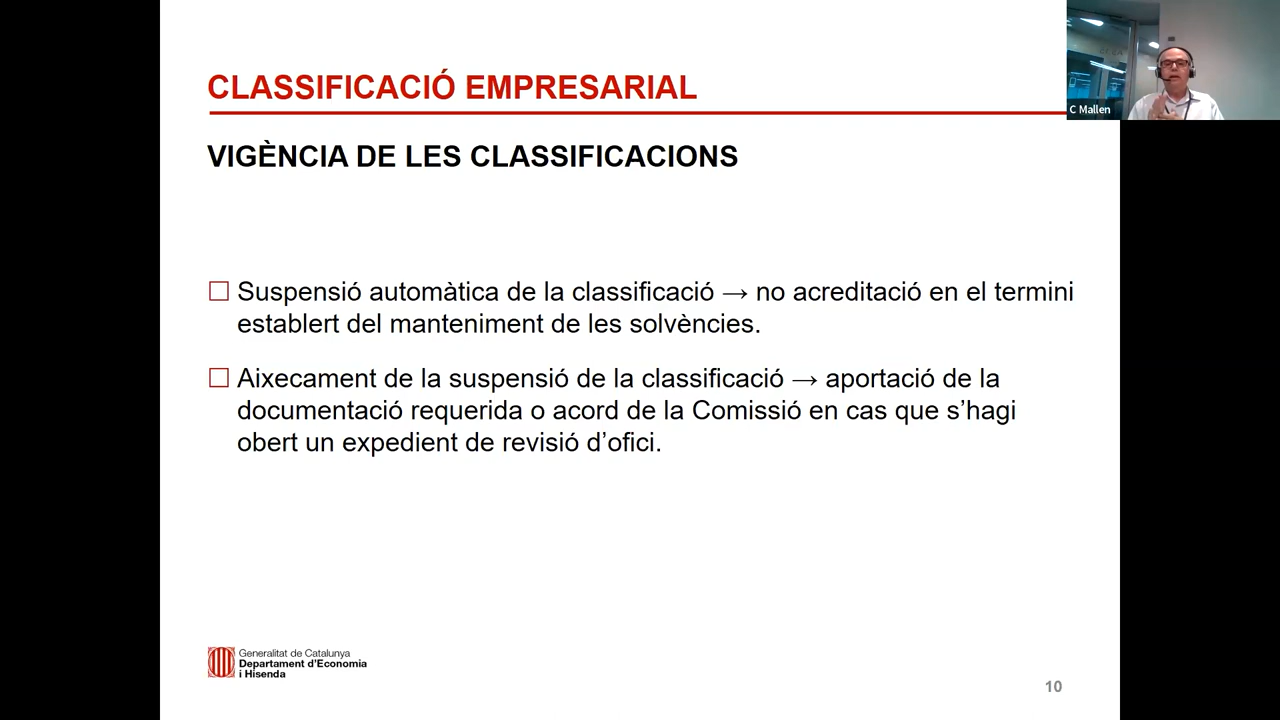 CLASSIFICACIÓ EMPRESARIAL
C Mallen
VIGÈNCIA DE LES CLASSIFICACIONS
☐ Suspensió automàtica de la classificació → no acreditació en el termini
establert del manteniment de les solvències.
☐ Aixecament de la suspensió de la classificació → aportació de la
documentació requerida o acord de la Comissió en cas que s’hagi
obert un expedient de revisió d’ofici.
Generalitat de Catalunya
Departament d’Economia
i Hisenda
10